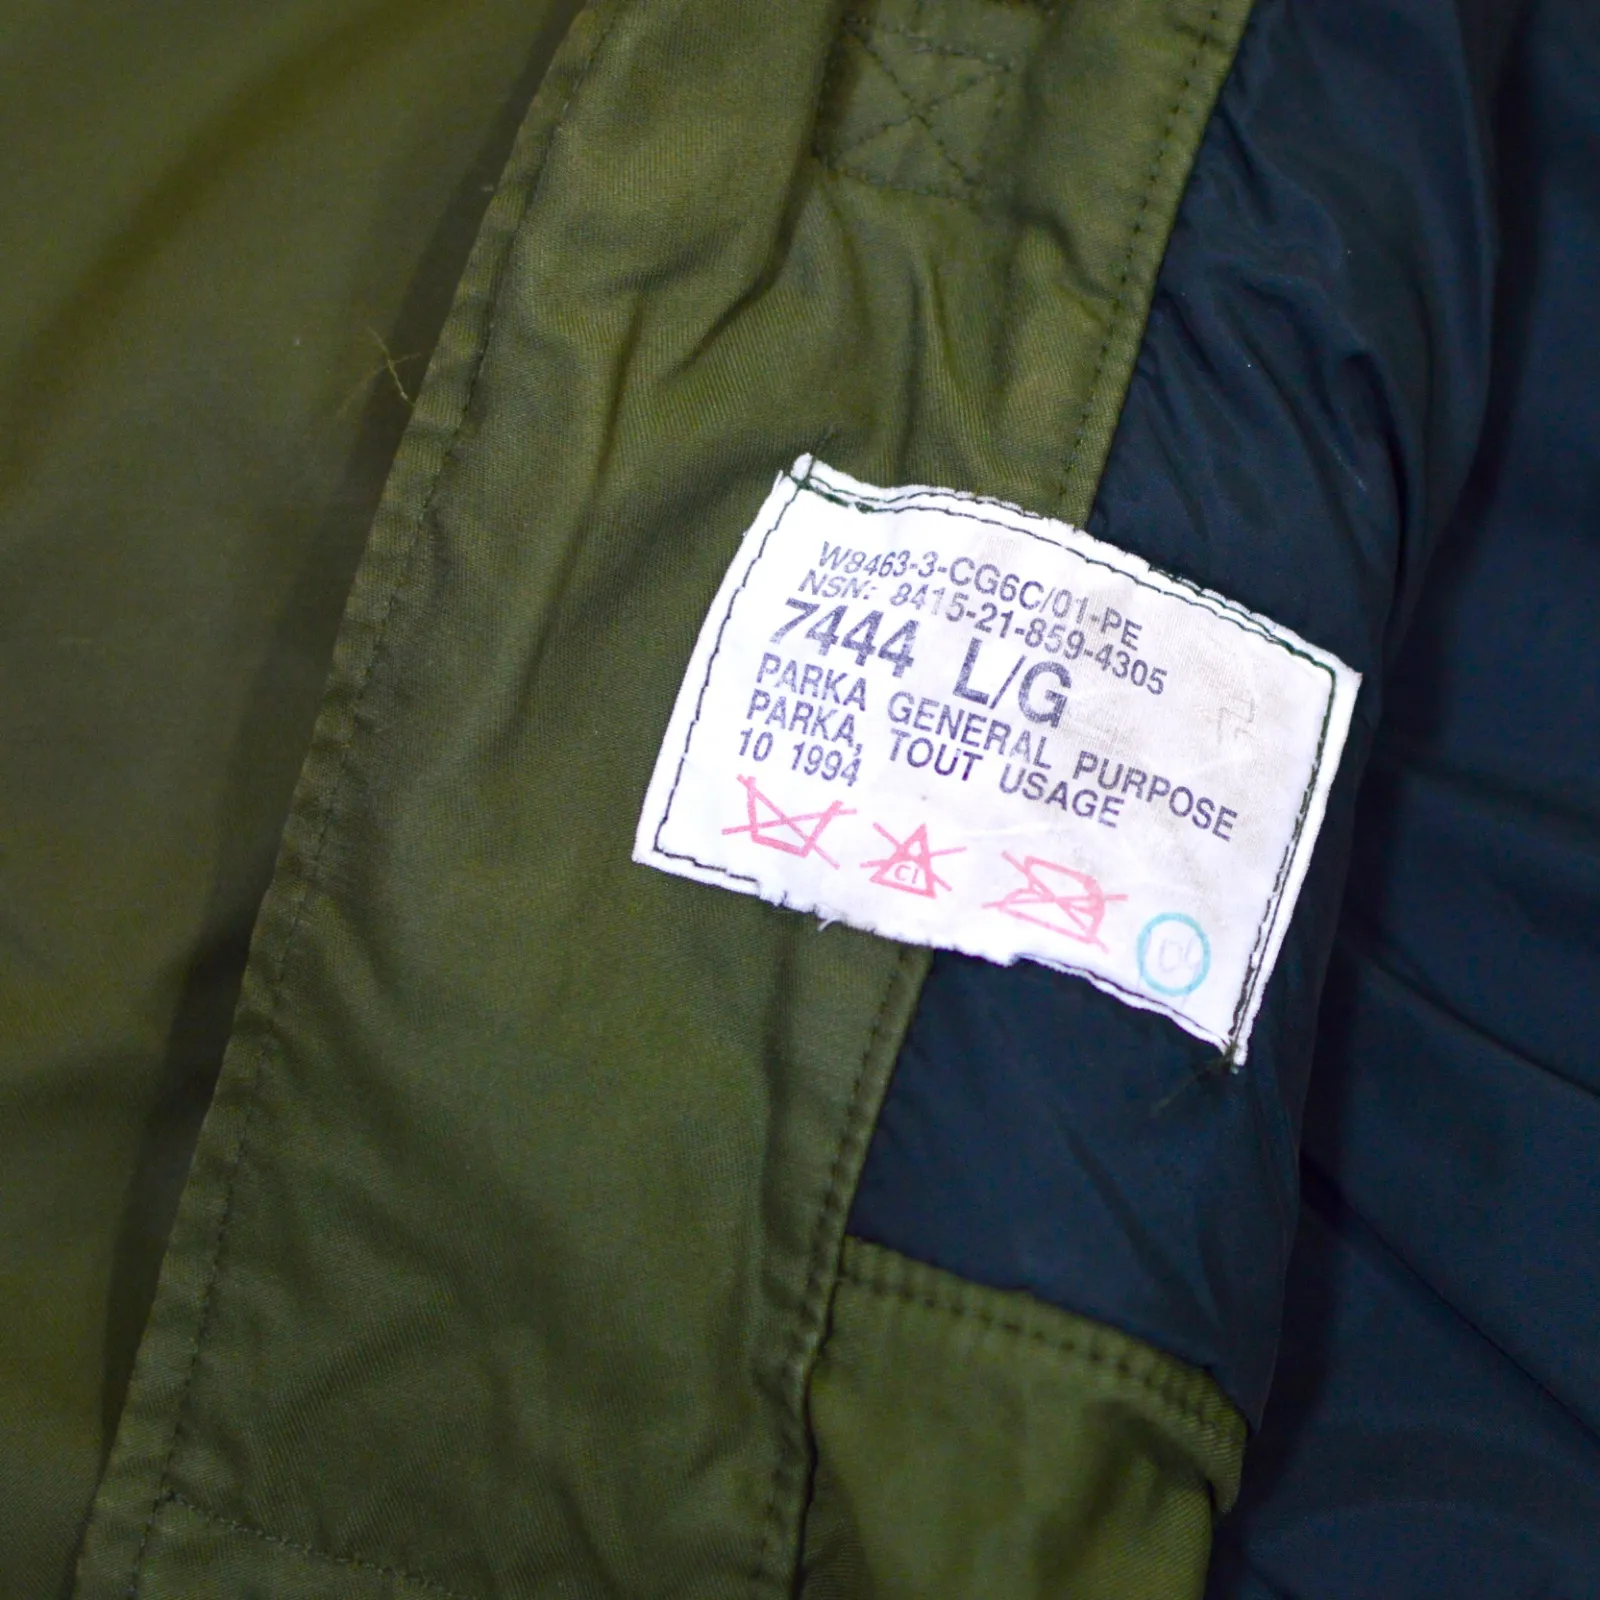 W8463-3-CG6C/01-PE
NSN: 8415-21-859-4305
7444 L/G
PARKA GENERAL PURPOSE
PARKA, TOUT USAGE
10 1994
Cl